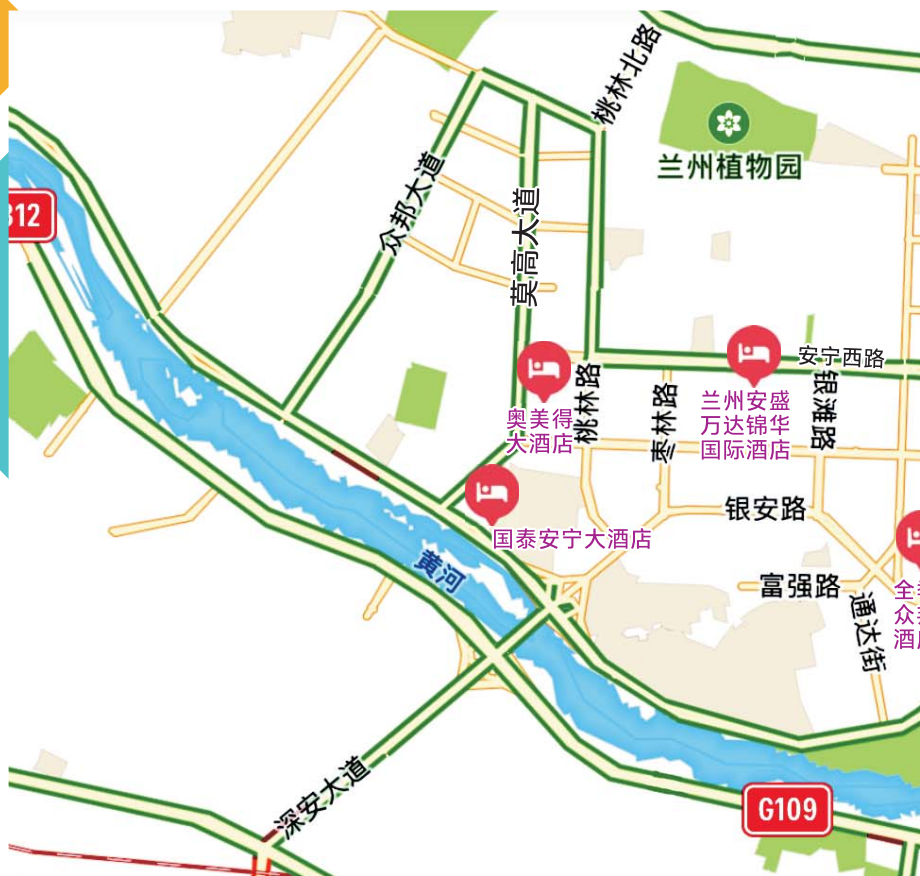 桃林北路
兰州植物园
众邦大道
莫高大道
312
安宁西路
奥美得
大酒店
桃林路
枣林路
兰州安盛
万达锦华
国际酒店
银滩路
银安路
国泰安宁大酒店
黄河
富强路
通达街
深安大道
G109